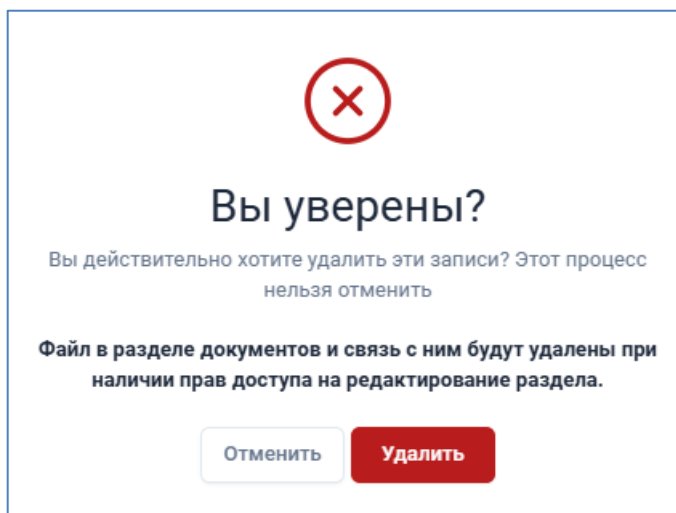 Вы уверены?
Вы действительно хотите удалить эти записи? Этот процесс
нельзя отменить
Файл в разделе документов и связь с ним будут удалены при
наличии прав доступа на редактирование раздела.
Отменить
Удалить